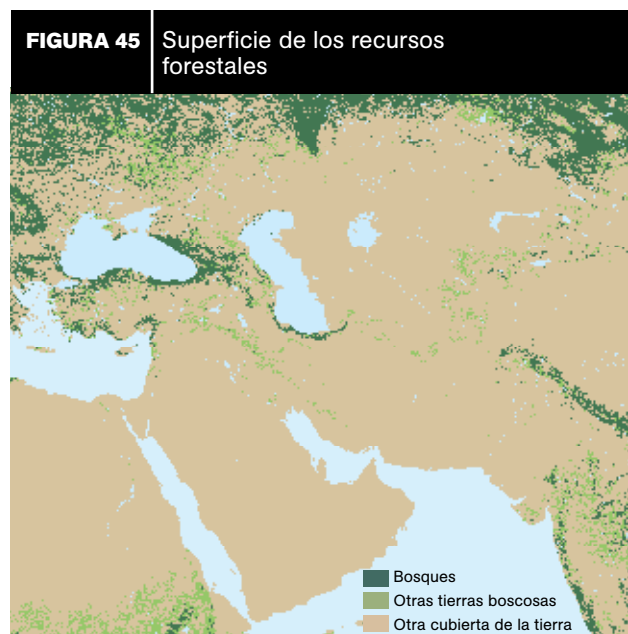 FIGURA 45
Superficie de los recursos
forestales
Bosques
Otras tierras boscosas
Otra cubierta de la tierra